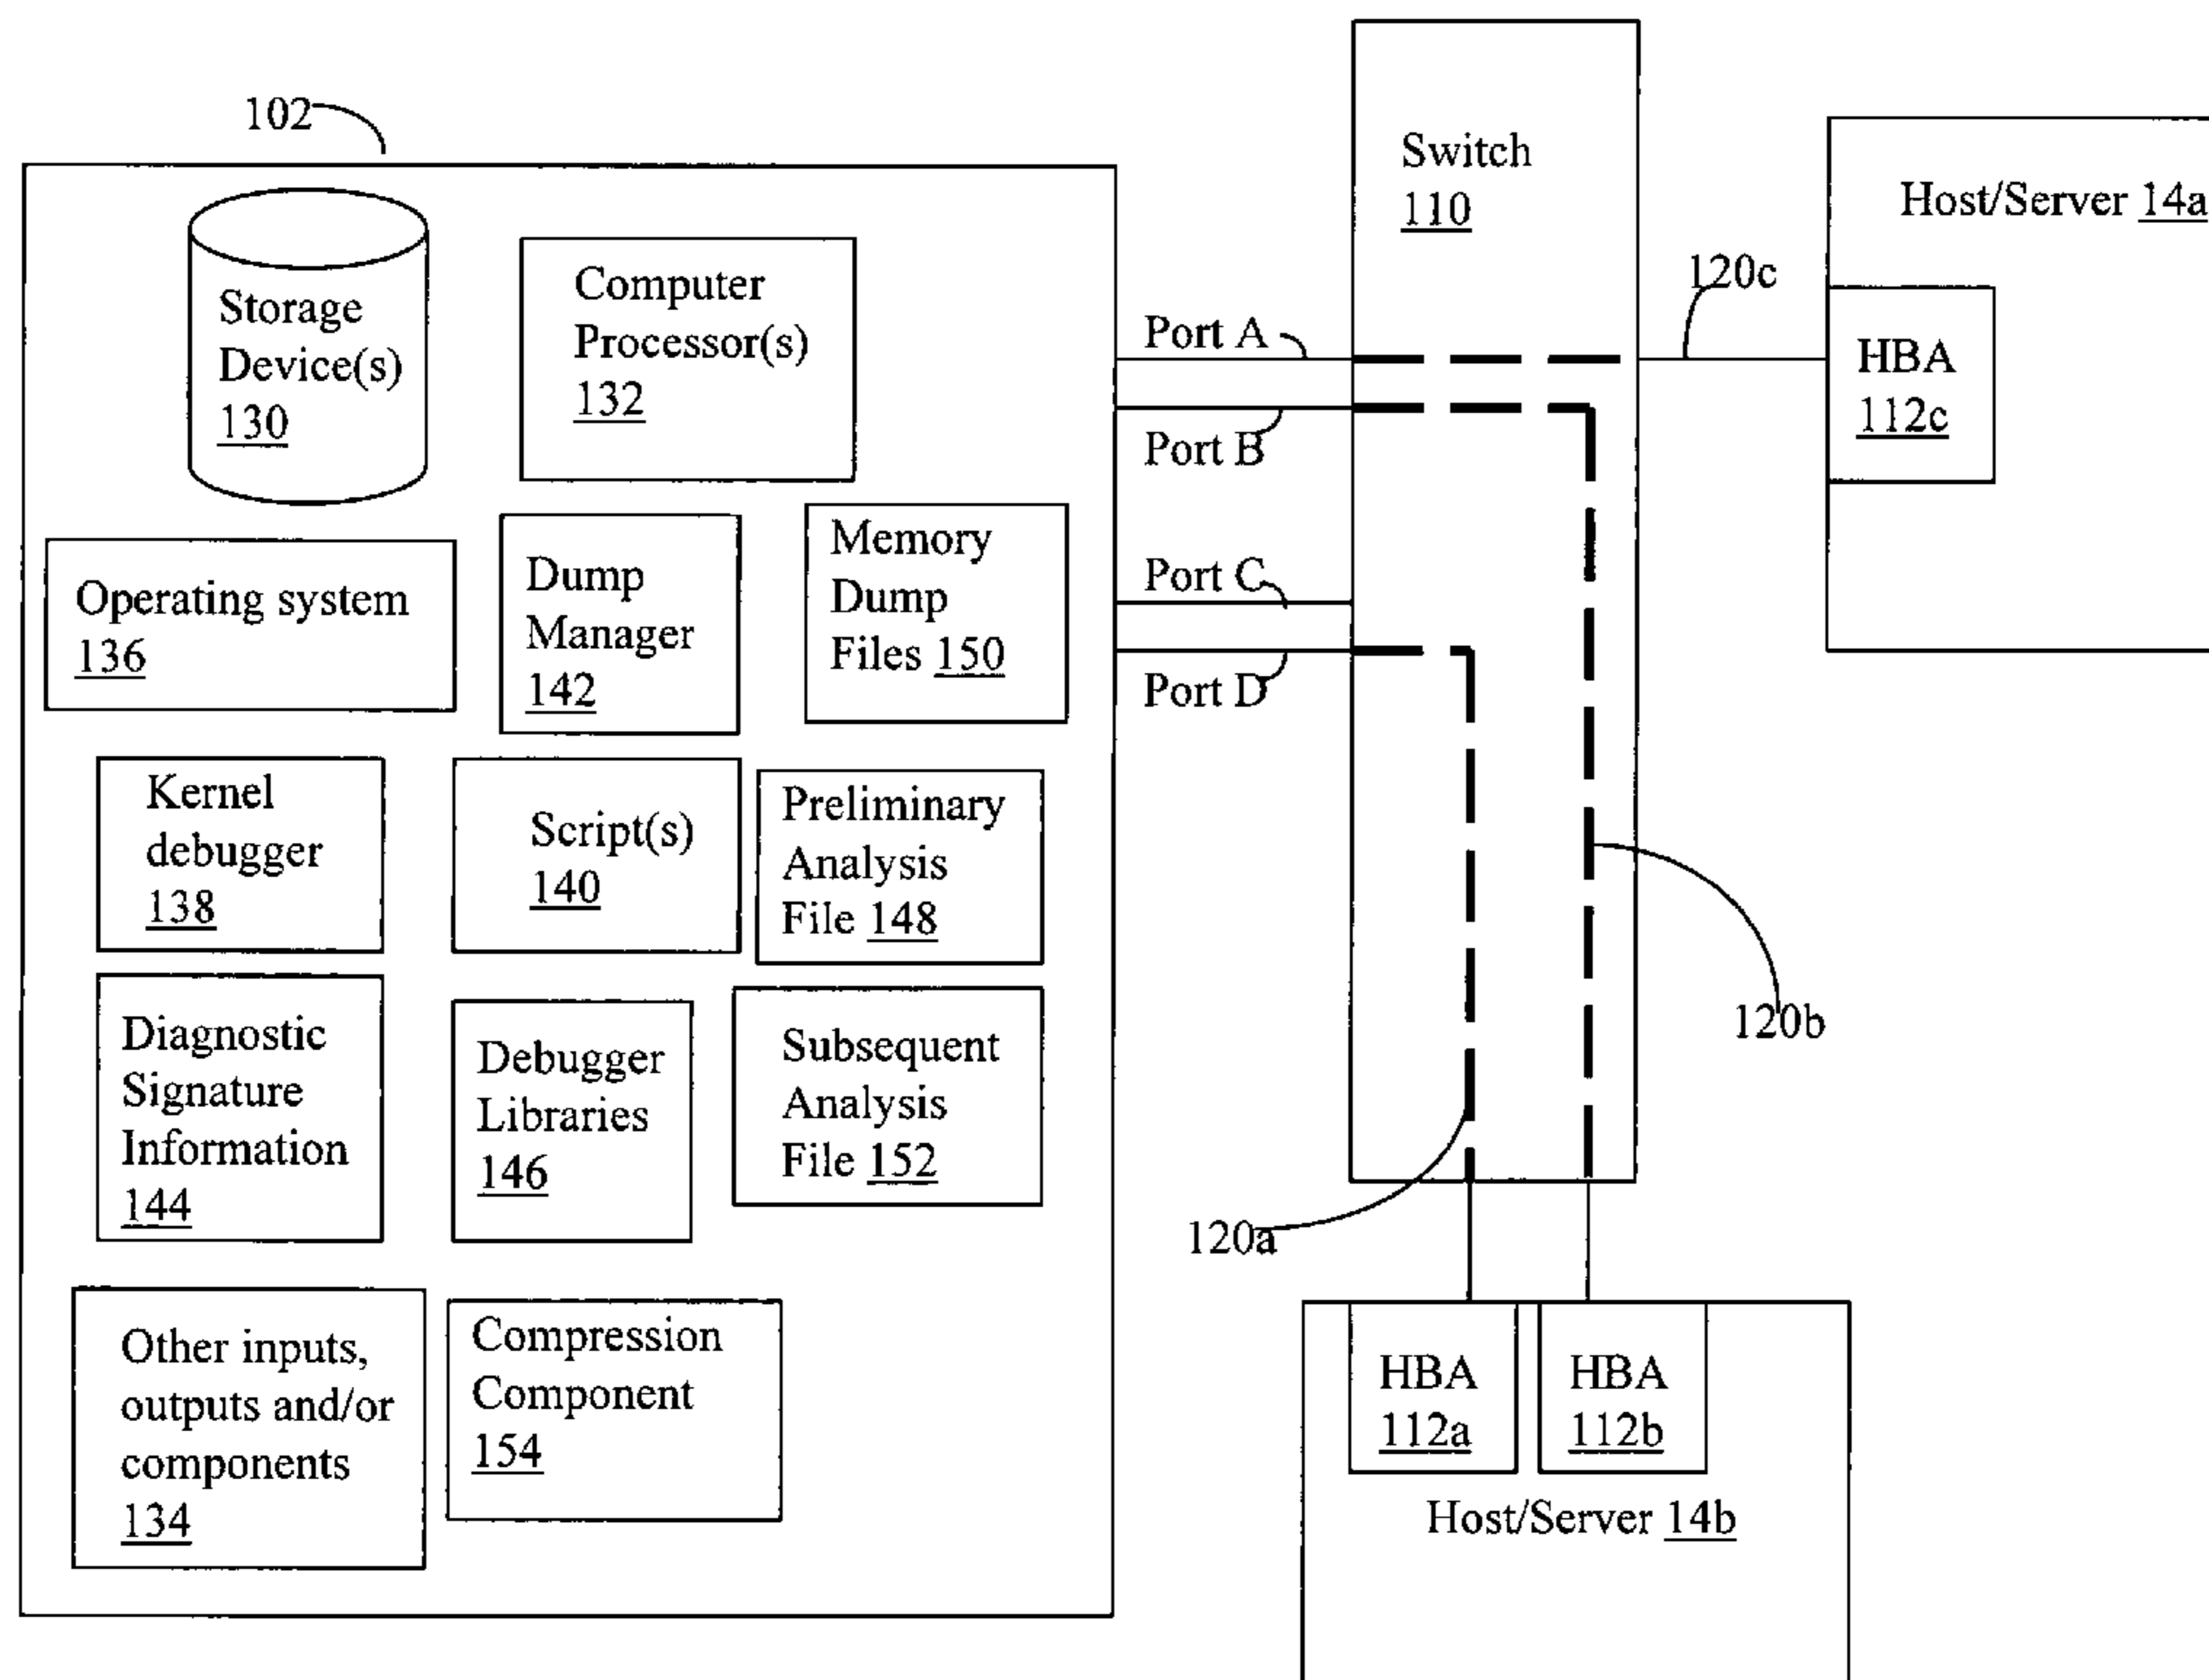 102
Storage
Device(s)
130
Computer
Processor(s)
132
Operating system
136
Dump
Manager
142
Memory
Dump
Files 150
Kernel
debugger
138
Script(s)
140
Preliminary
Analysis
File 148
Diagnostic
Signature
Information
144
Debugger
Libraries
146
Subsequent
Analysis
File 152
Other inputs,
outputs and/or
components
134
Compression
Component
154
Port A
Port B
Port C
Port D
Switch
110
120c
Host/Server 14a
HBA
112c
120b
120a
HBA
112a
HBA
112b
Host/Server 14b